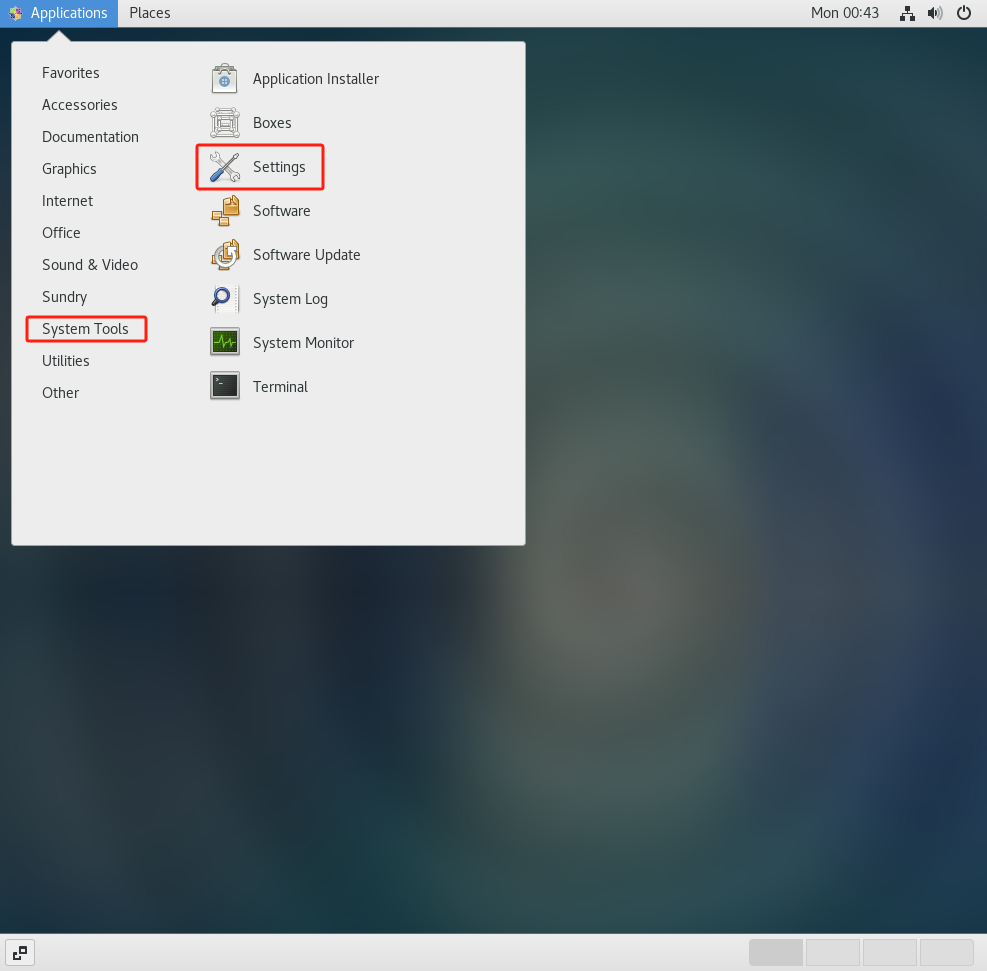 Applications Places Mon 00:43
Favorites
Accessories
Documentation
Graphics
Internet
Office
Sound & Video
Sundry
System Tools
Utilities
Other
Application Installer
Boxes
Settings
Software
Software Update
System Log
System Monitor
Terminal